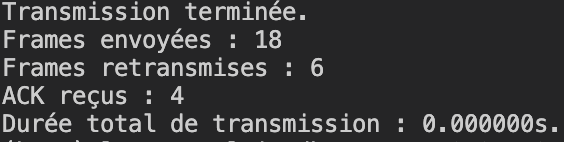 Transmission terminée.
Frames envoyées : 18
Frames retransmises : 6
ACK reçus : 4
Durée total de transmission : 0.000000s.